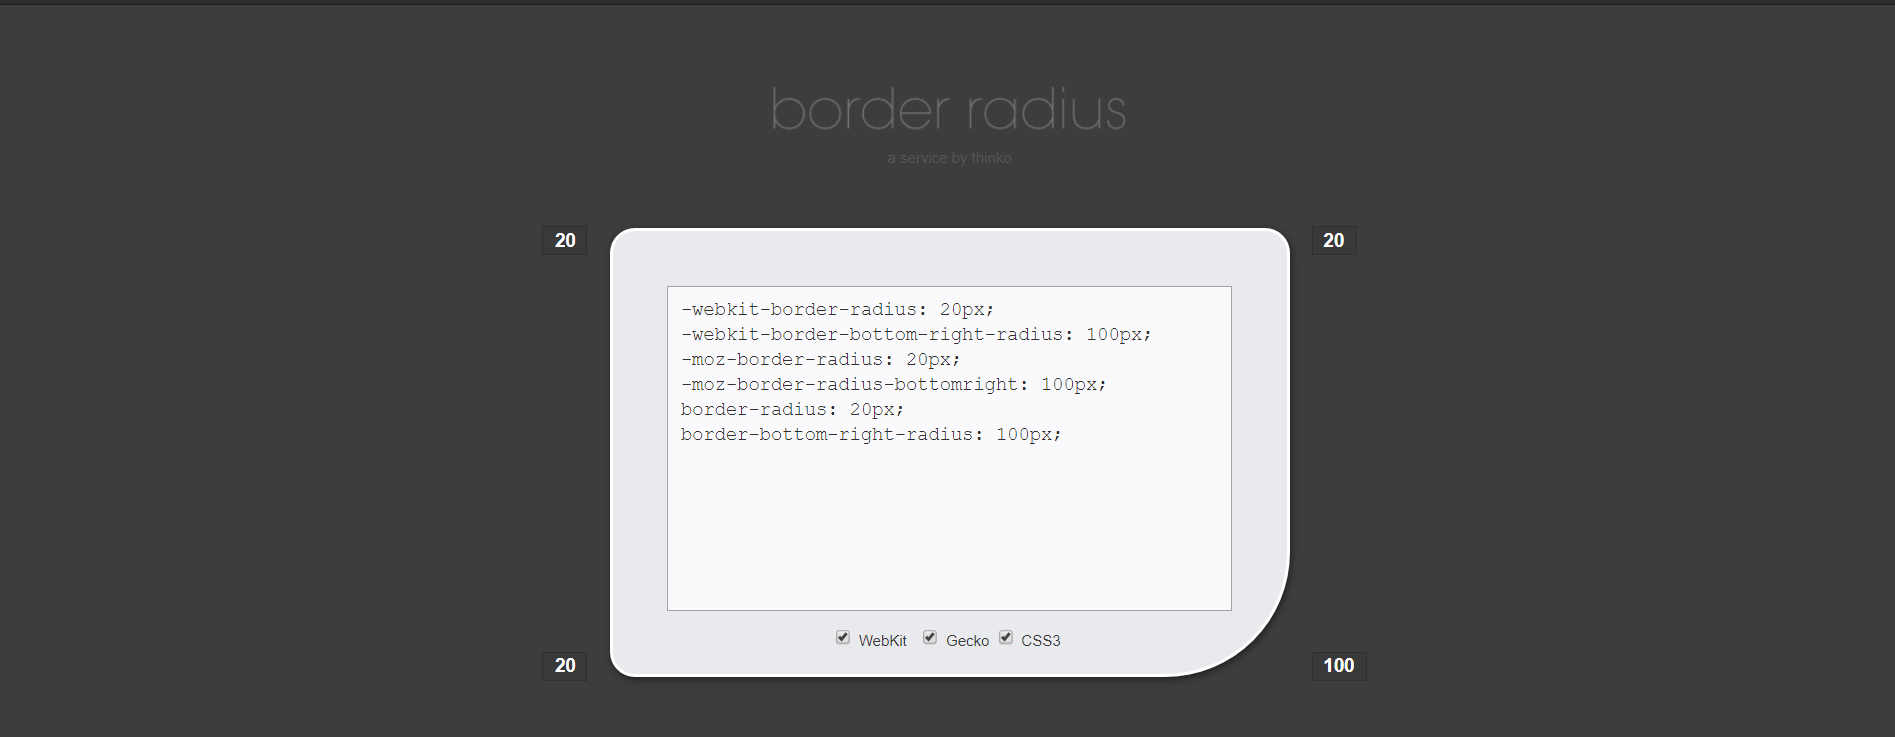 border radius
a service by thinko
20
20
-webkit-border-radius: 20px;
-webkit-border-bottom-right-radius: 100px;
-moz-border-radius: 20px;
-moz-border-radius-bottomright: 100px;
border-radius: 20px;
border-bottom-right-radius: 100px;
WebKit Gecko CSS3
20
100